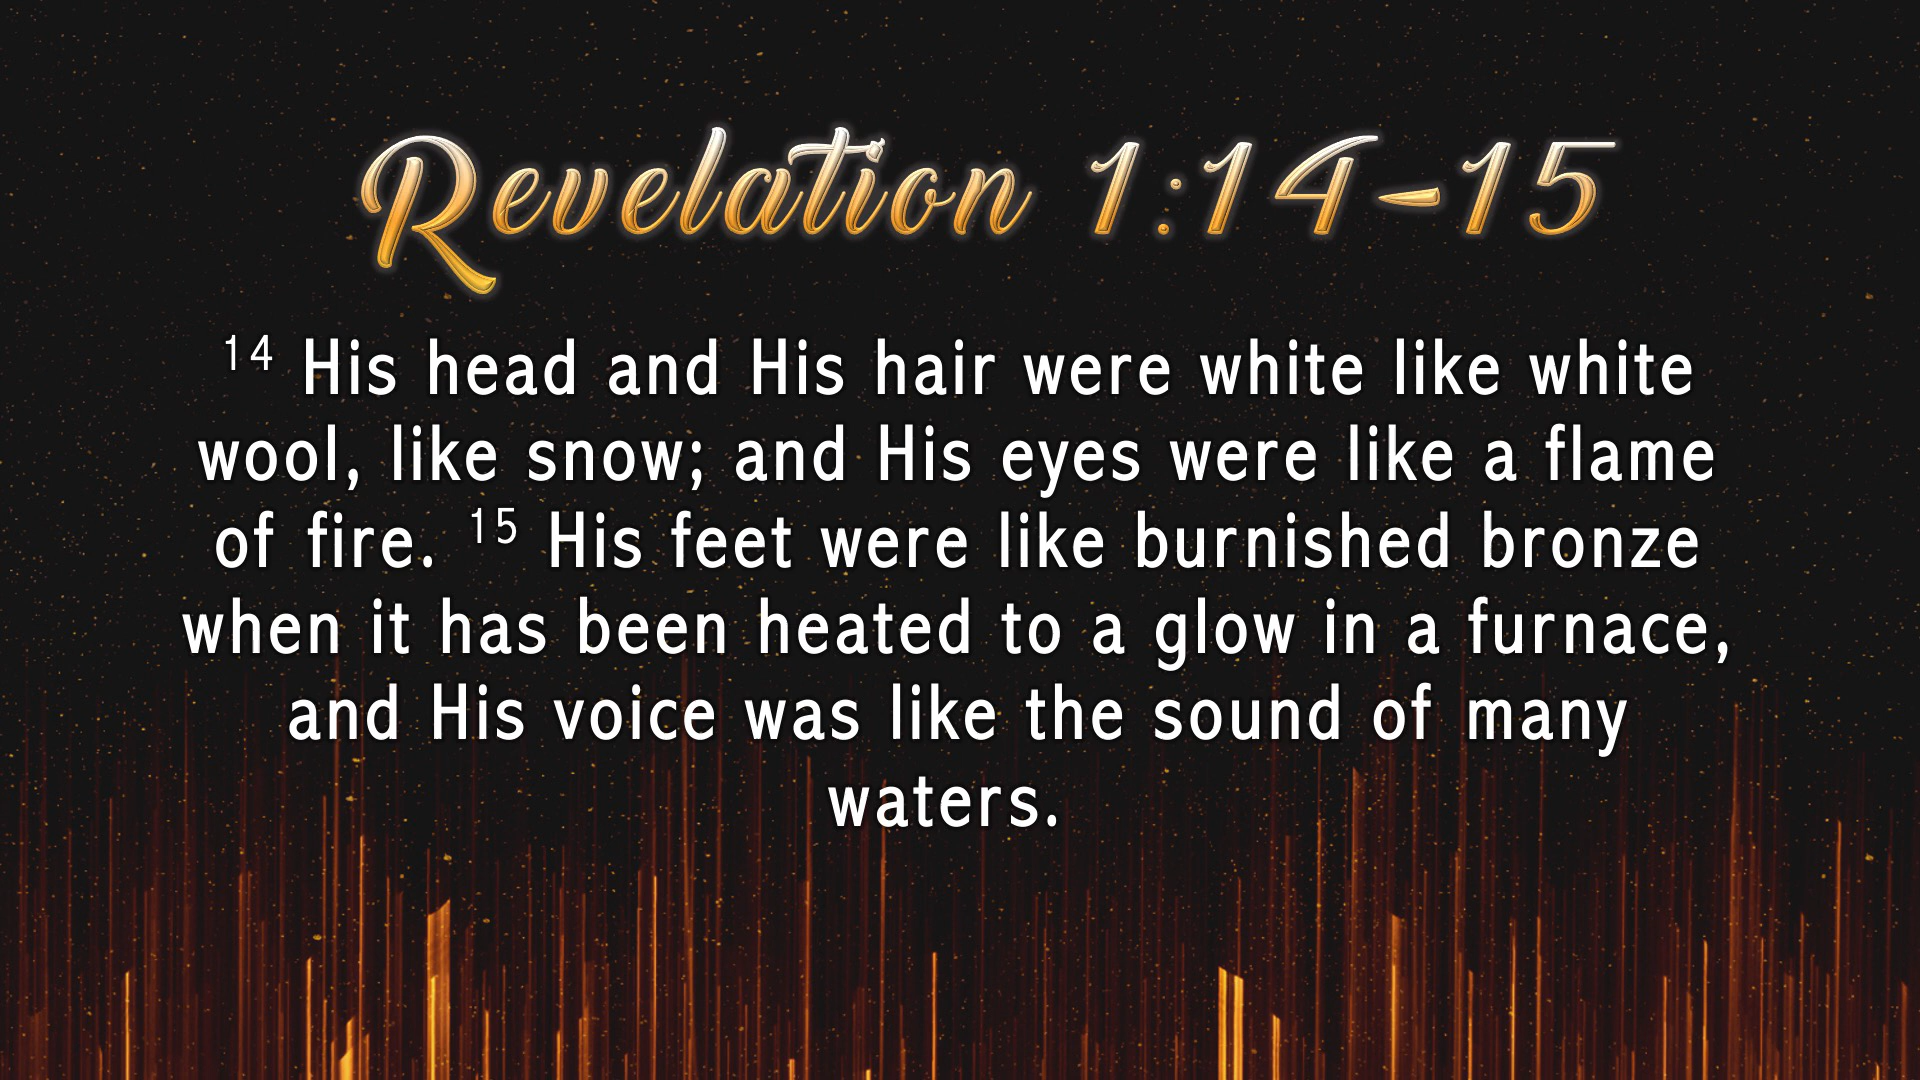 Revelation 1:14-15
14 His head and His hair were white like white
wool, like snow; and His eyes were like a flame
of fire. 15 His feet were like burnished bronze
when it has been heated to a glow in a furnace,
and His voice was like the sound of many
waters.